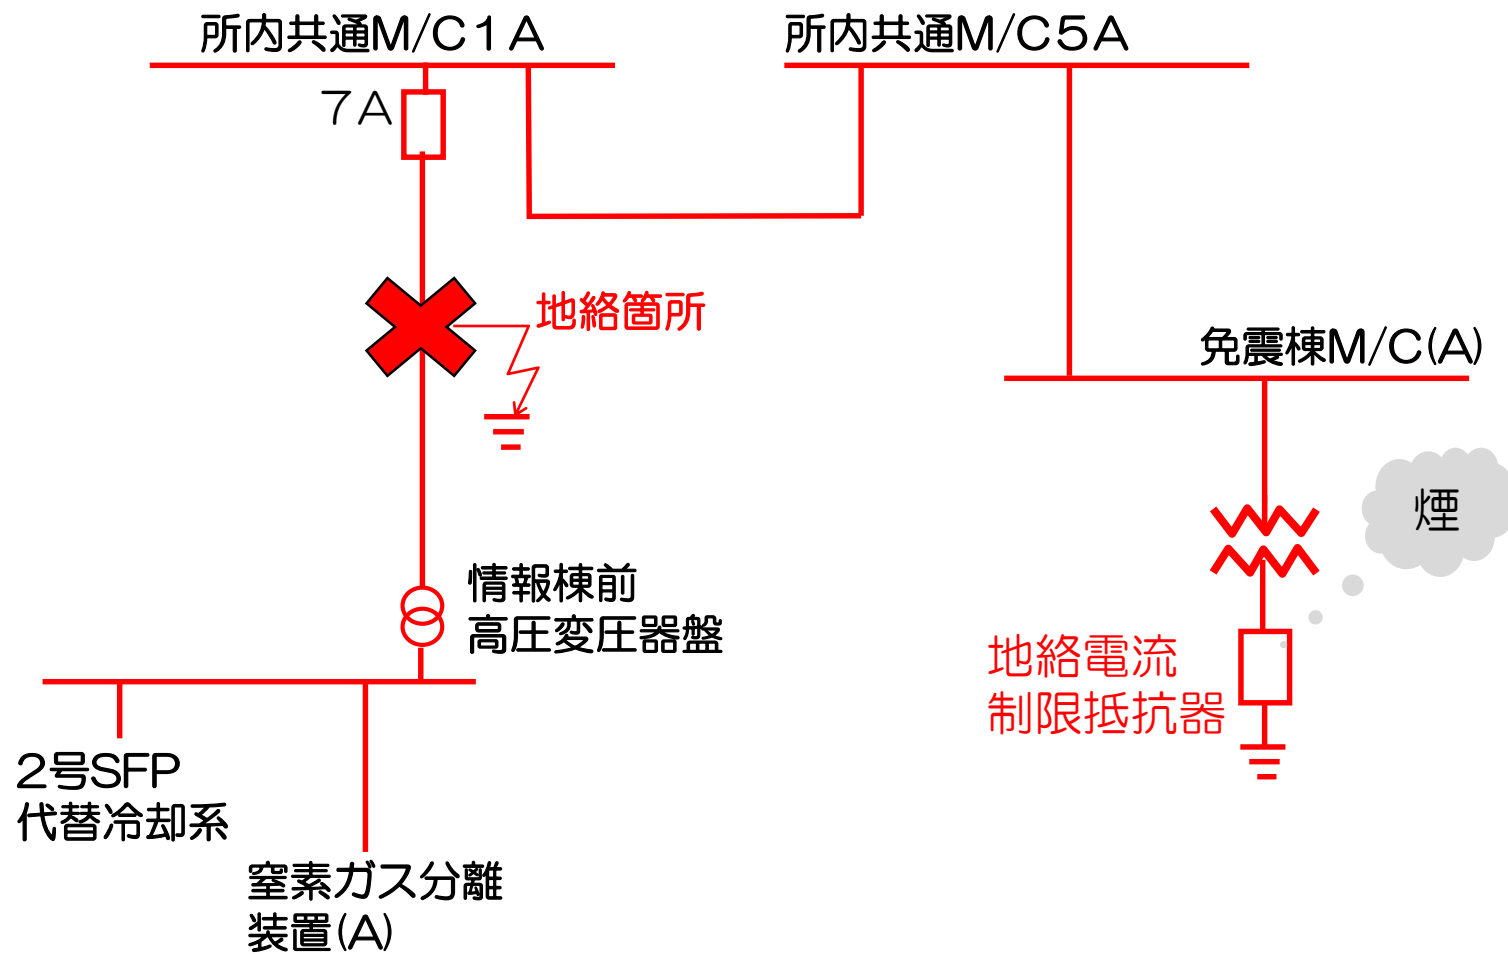 所内共通M/C1A
所内共通M/C5A
7A
地絡箇所
免震棟M/C(A)
煙
情報棟前
高圧変圧器盤
地絡電流
制限抵抗器
2号SFP
代替冷却系
窒素ガス分離
装置(A)